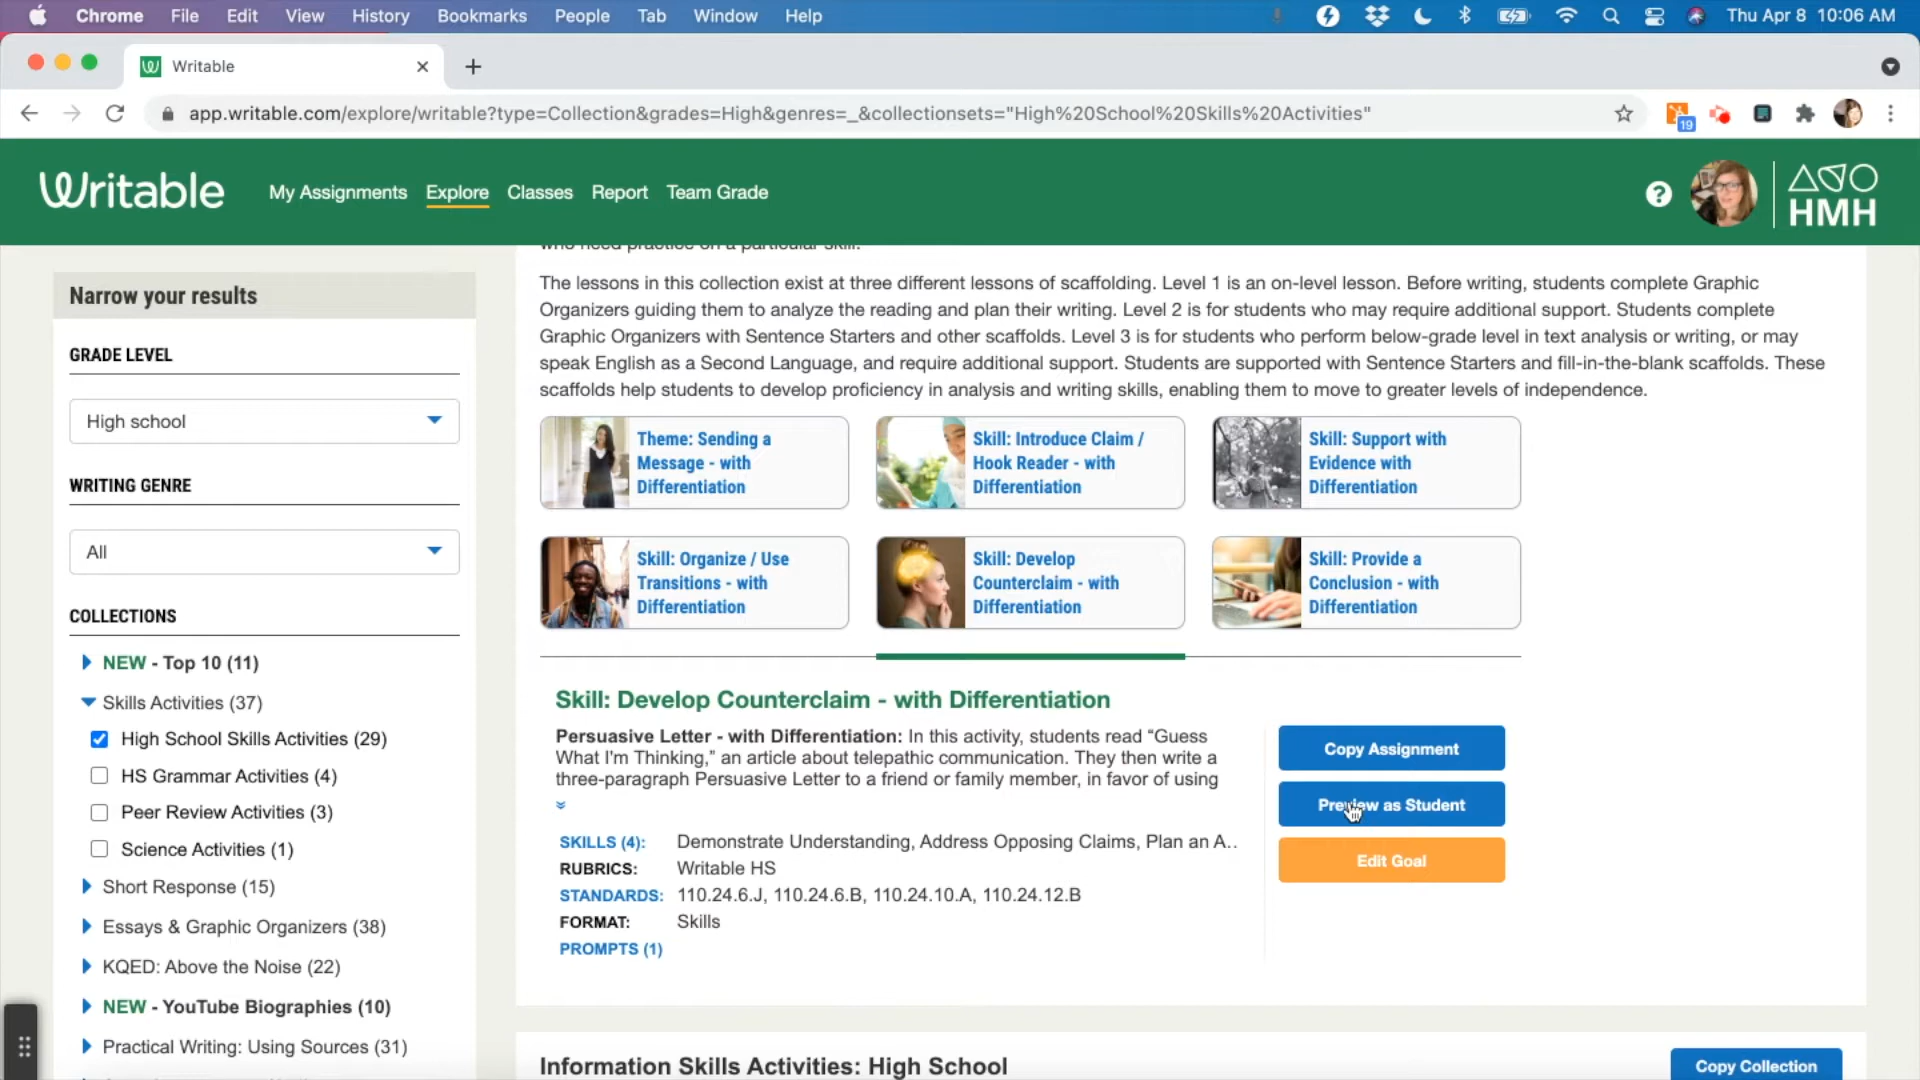 Chrome File Edit View History Bookmarks People Tab Window Help Thu Apr 8 10:06 AM
Writable
app.writable.com/explore/writable?type=Collection&grades=High&genres=_&collectionsets="High%20School%20Skills%20Activities"
19
Writable My Assignments Explore Classes Report Team Grade
HMH
who need practice on a particular skill.
Narrow your results
GRADE LEVEL
High school
WRITING GENRE
All
COLLECTIONS
NEW - Top 10 (11)
Skills Activities (37)
High School Skills Activities (29)
HS Grammar Activities (4)
Peer Review Activities (3)
Science Activities (1)
Short Response (15)
Essays & Graphic Organizers (38)
KQED: Above the Noise (22)
NEW - YouTube Biographies (10)
Practical Writing: Using Sources (31)
The lessons in this collection exist at three different lessons of scaffolding. Level 1 is an on-level lesson. Before writing, students complete Graphic
Organizers guiding them to analyze the reading and plan their writing. Level 2 is for students who may require additional support. Students complete
Graphic Organizers with Sentence Starters and other scaffolds. Level 3 is for students who perform below-grade level in text analysis or writing, or may
speak English as a Second Language, and require additional support. Students are supported with Sentence Starters and fill-in-the-blank scaffolds. These
scaffolds help students to develop proficiency in analysis and writing skills, enabling them to move to greater levels of independence.
Theme: Sending a
Message - with
Differentiation
Skill: Introduce Claim /
Hook Reader - with
Differentiation
Skill: Support with
Evidence with
Differentiation
Skill: Organize / Use
Transitions - with
Differentiation
Skill: Develop
Counterclaim - with
Differentiation
Skill: Provide a
Conclusion - with
Differentiation
Skill: Develop Counterclaim - with Differentiation
Persuasive Letter - with Differentiation: In this activity, students read “Guess
What I'm Thinking,” an article about telepathic communication. They then write a
three-paragraph Persuasive Letter to a friend or family member, in favor of using
SKILLS (4): Demonstrate Understanding, Address Opposing Claims, Plan an A..
RUBRICS: Writable HS
STANDARDS: 110.24.6.J, 110.24.6.B, 110.24.10.A, 110.24.12.B
FORMAT: Skills
PROMPTS (1)
Copy Assignment
Preview as Student
Edit Goal
Information Skills Activities: High School
Copy Collection